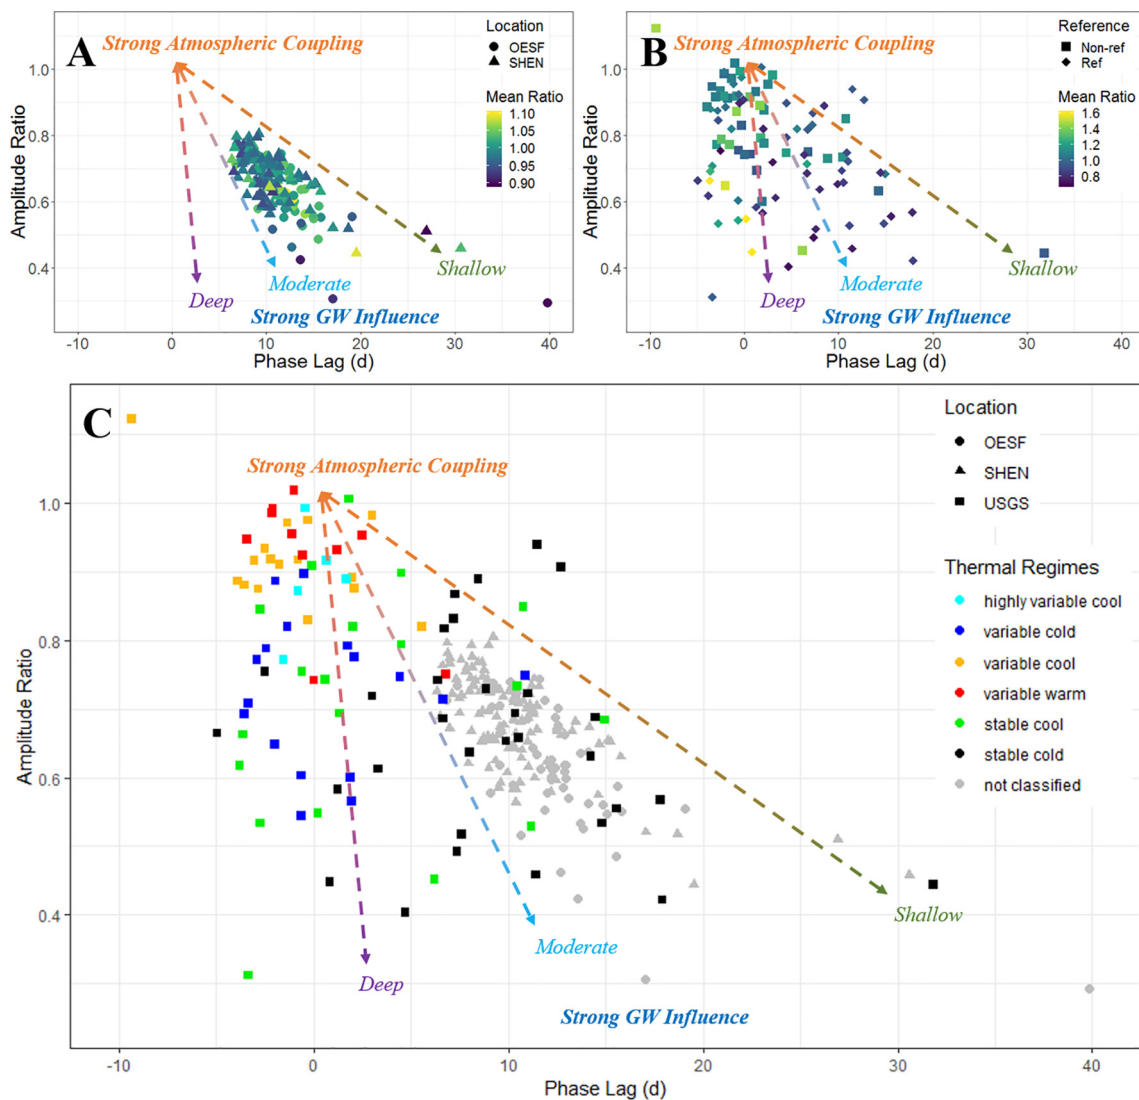 A
Strong Atmospheric Coupling
Location
OESF
SHEN
Mean Ratio
1.10
1.05
1.00
0.95
0.90
Amplitude Ratio
1.0
0.8
0.6
0.4
Deep
Moderate
Shallow
Strong GW Influence
-10
0
10
20
30
40
Phase Lag (d)
B
Strong Atmospheric Coupling
Reference
Non-ref
Ref
Mean Ratio
1.6
1.4
1.2
1.0
0.8
Amplitude Ratio
1.0
0.8
0.6
0.4
Deep
Moderate
Shallow
Strong GW Influence
-10
0
10
20
30
40
Phase Lag (d)
C
Strong Atmospheric Coupling
Location
OESF
SHEN
USGS
Thermal Regimes
highly variable cool
variable cold
variable cool
variable warm
stable cool
stable cold
not classified
Amplitude Ratio
1.0
0.8
0.6
0.4
Shallow
Moderate
Deep
Strong GW Influence
-10
0
10
20
30
40
Phase Lag (d)